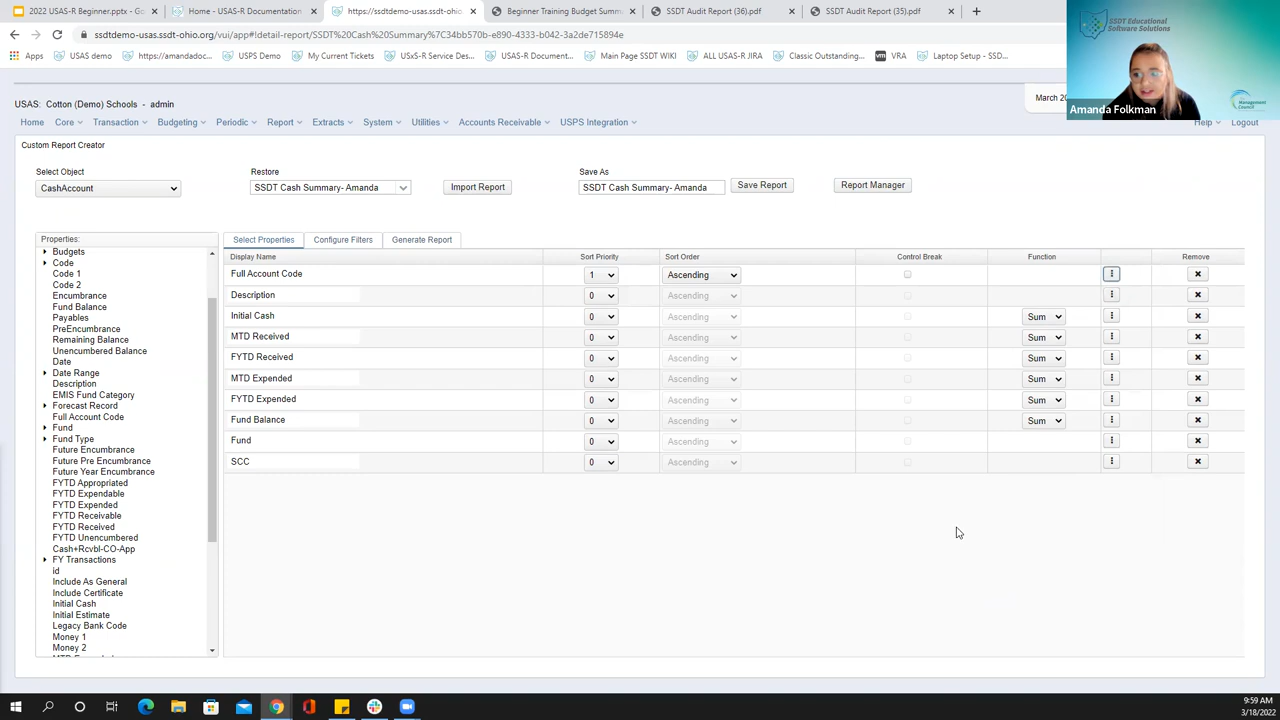 2022 USAS-R Beginner.pptx - Go
Home - USAS-R Documentation
https://ssdtdemo-usas.ssdt-ohio
Beginner Training Budget Summ
SSDT Audit Report (36).pdf
SSDT Audit Report (35).pdf
ssdtdemo-usas.ssdt-ohio.org/vui/app#!detail-report/SSDT%20Cash%20Summary
70b-e890-4333-b042-3a2de715894e
Apps
USAS demo
https://amandadoc...
USPS Demo
My Current Tickets
USxS-R Service Des...
USAS-R Document...
Main Page SSDT WIKI
ALL USAS-R JIRA
Classic Outstanding...
vm VRA
Laptop Setup - SSD...
SSDT Educational
Software Solutions
Management
Council
Amanda Folkman
USAS: Cotton (Demo) Schools - admin
March 20
Home Core Transaction Budgeting Periodic Report Extracts System Utilities Accounts Receivable USPS Integration Help Logout
Custom Report Creator
Select Object
Restore
Save As
CashAccount
SSDT Cash Summary- Amanda
Import Report
SSDT Cash Summary- Amanda
Save Report
Report Manager
Properties:
Budgets
Code
Code 1
Code 2
Encumbrance
Fund Balance
Payables
PreEncumbrance
Remaining Balance
Unencumbered Balance
Date
Date Range
Description
EMIS Fund Category
Forecast Record
Full Account Code
Fund
Fund Type
Future Encumbrance
Future Pre Encumbrance
Future Year Encumbrance
FYTD Appropriated
FYTD Expendable
FYTD Expended
FYTD Receivable
FYTD Received
FYTD Unencumbered
Cash+Rcvbl-CO-App
FY Transactions
id
Include As General
Include Certificate
Initial Cash
Initial Estimate
Legacy Bank Code
Money 1
Money 2
Select Properties Configure Filters Generate Report
Display Name Sort Priority Sort Order Control Break Function Remove
Full Account Code 1 Ascending
Description 0 Ascending
Initial Cash 0 Ascending Sum
MTD Received 0 Ascending Sum
FYTD Received 0 Ascending Sum
MTD Expended 0 Ascending Sum
FYTD Expended 0 Ascending Sum
Fund Balance 0 Ascending Sum
Fund 0 Ascending
SCC 0 Ascending
9:59 AM
3/18/2022